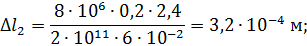 Δl₂ = (8 · 10⁶ · 0,2 · 2,4) / (2 · 10¹¹ · 6 · 10⁻²) = 3,2 · 10⁻⁴ м;